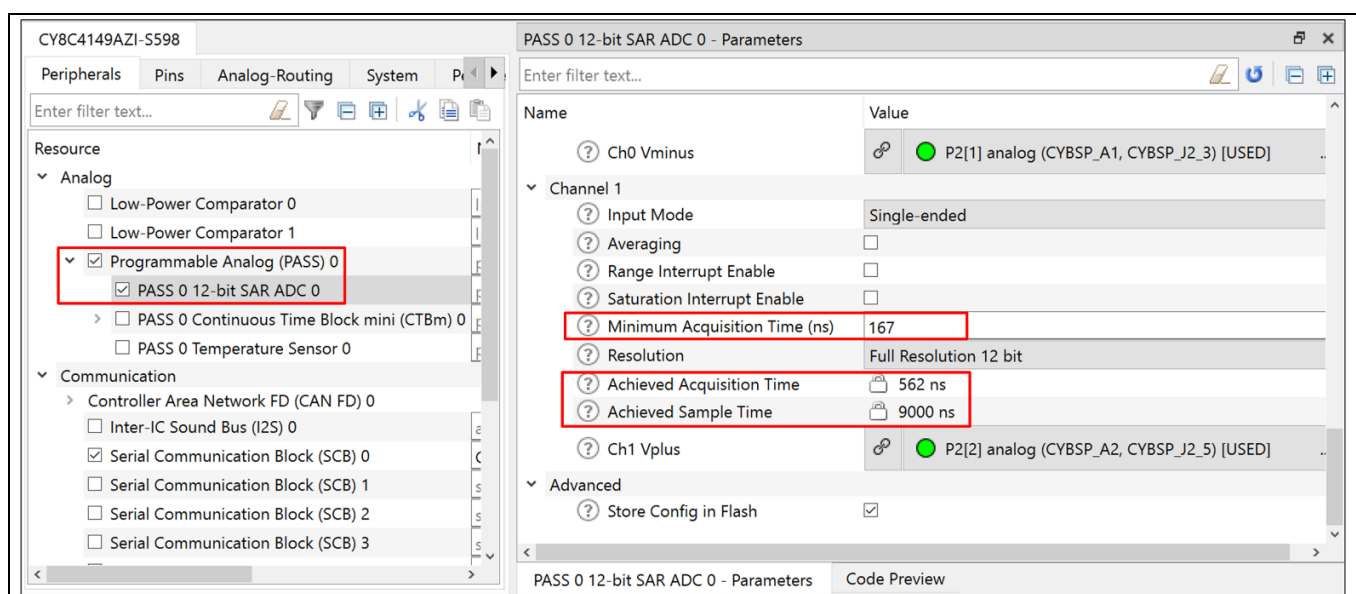 CY8C4149AZI-S598
Peripherals Pins Analog-Routing System
Enter filter text...
Resource
Analog
Low-Power Comparator 0
Low-Power Comparator 1
Programmable Analog (PASS) 0
PASS 0 12-bit SAR ADC 0
PASS 0 Continuous Time Block mini (CTBm) 0
PASS 0 Temperature Sensor 0
Communication
Controller Area Network FD (CAN FD) 0
Inter-IC Sound Bus (I2S) 0
Serial Communication Block (SCB) 0
Serial Communication Block (SCB) 1
Serial Communication Block (SCB) 2
Serial Communication Block (SCB) 3
PASS 0 12-bit SAR ADC 0 - Parameters
Enter filter text...
Name Value
Ch0 Vminus P2[1] analog (CYBSP_A1, CYBSP_J2_3) [USED] ..
Channel 1
Input Mode Single-ended
Averaging
Range Interrupt Enable
Saturation Interrupt Enable
Minimum Acquisition Time (ns) 167
Resolution Full Resolution 12 bit
Achieved Acquisition Time 562 ns
Achieved Sample Time 9000 ns
Ch1 Vplus P2[2] analog (CYBSP_A2, CYBSP_J2_5) [USED] ..
Advanced
Store Config in Flash
PASS 0 12-bit SAR ADC 0 - Parameters Code Preview